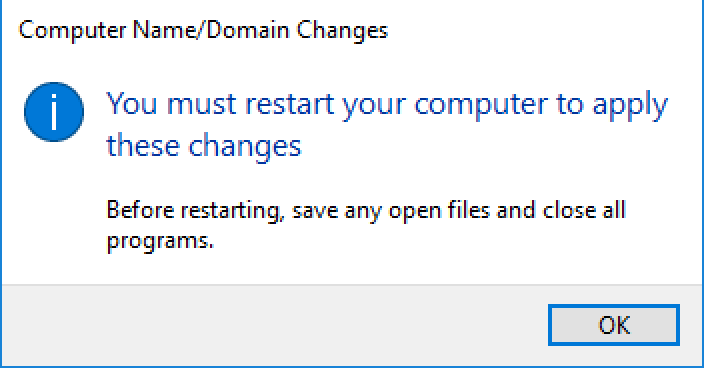 Computer Name/Domain Changes
You must restart your computer to apply
these changes
Before restarting, save any open files and close all
programs.
OK